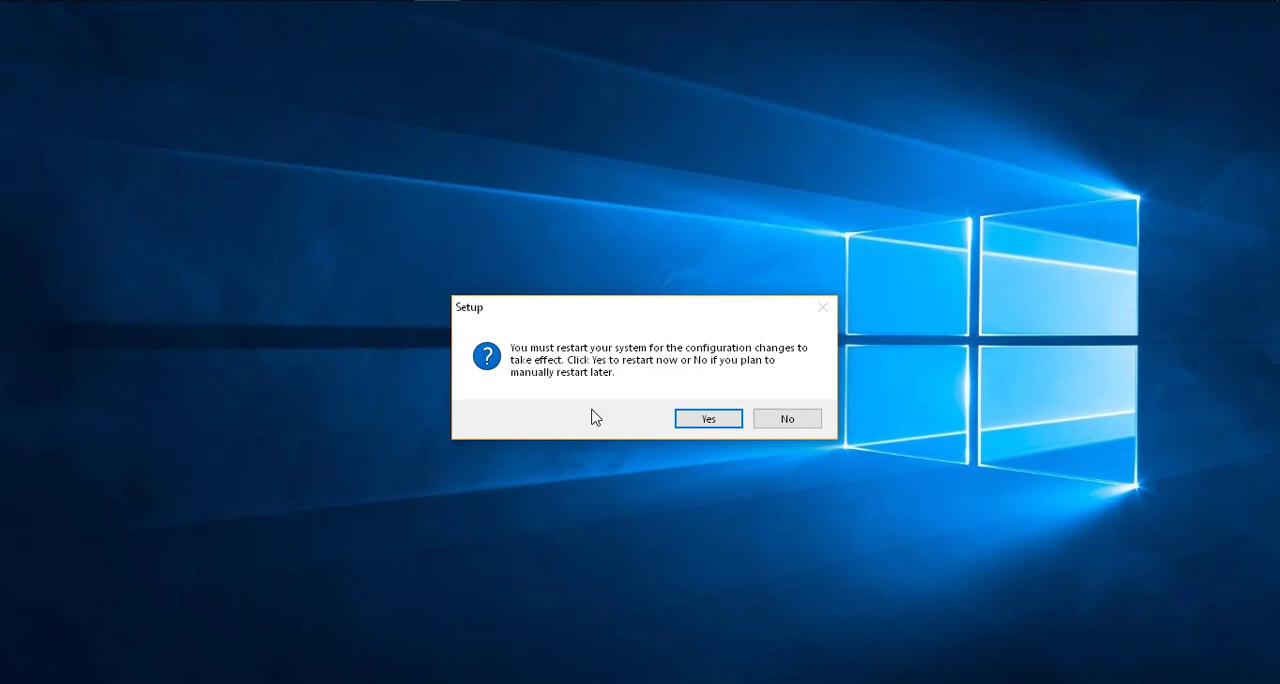 Setup
?
You must restart your system for the configuration changes to
take effect. Click Yes to restart now or No if you plan to
manually restart later.
Yes
No